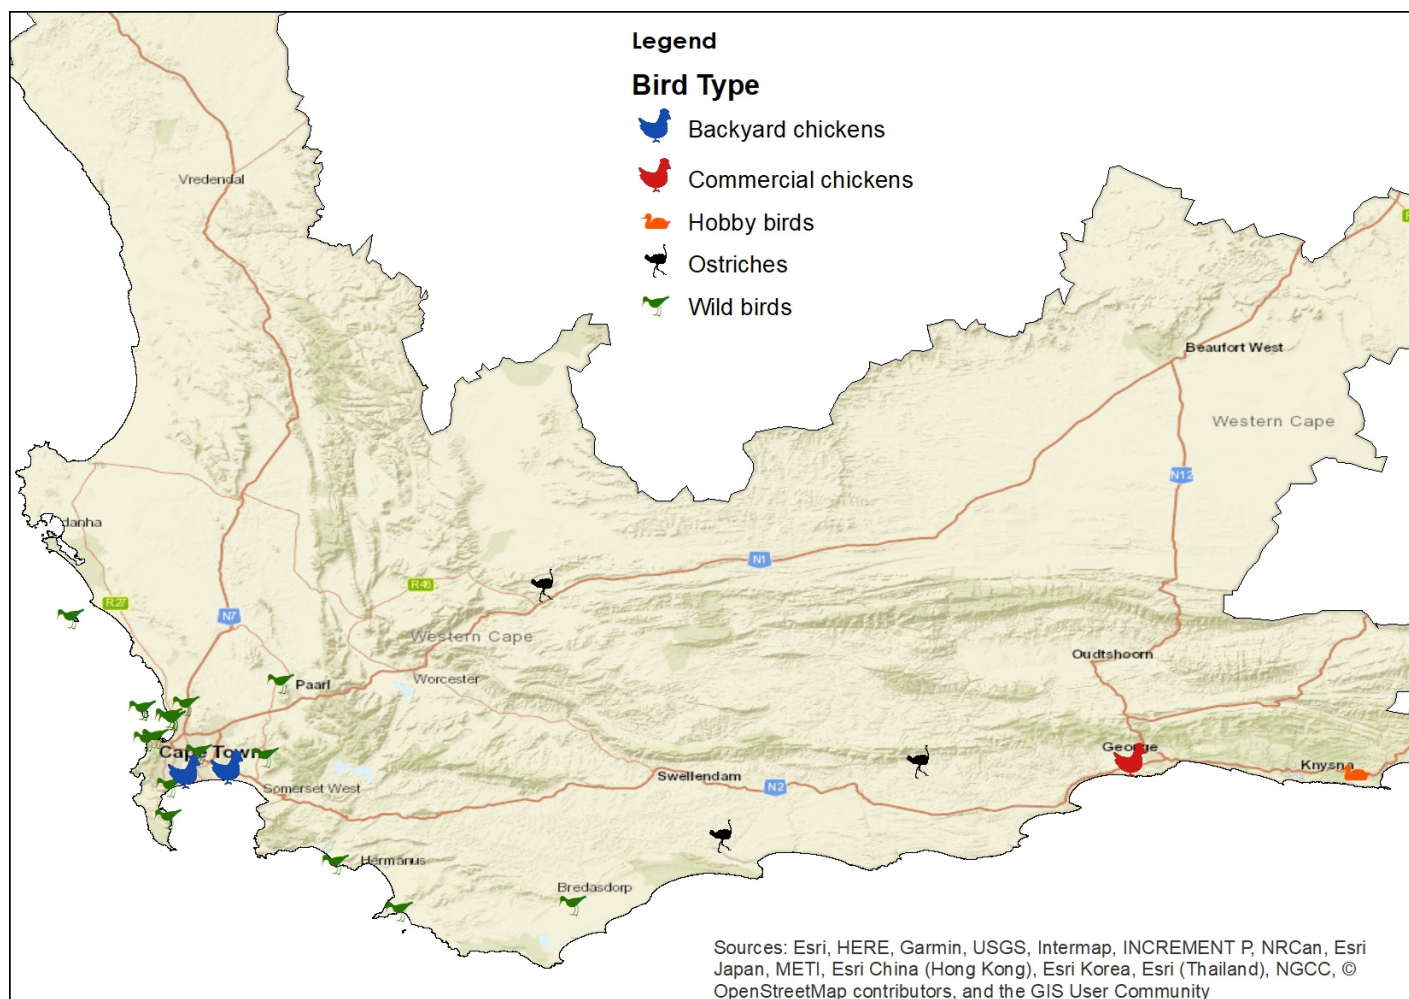 Legend
Bird Type
Backyard chickens
Commercial chickens
Hobby birds
Ostriches
Wild birds
Vredendal
Beaufort West
Western Cape
N12
danha
N1
R46
R27
N7
Western Cape
Oudtshoorn
Paarl
Worcester
Cape Town
George
Knysna
Swellendam
N2
Somerset West
Hermanus
Bredasdorp
Sources: Esri, HERE, Garmin, USGS, Intermap, INCREMENT P, NRCan, Esri
Japan, METI, Esri China (Hong Kong), Esri Korea, Esri (Thailand), NGCC, ©
OpenStreetMap contributors, and the GIS User Community